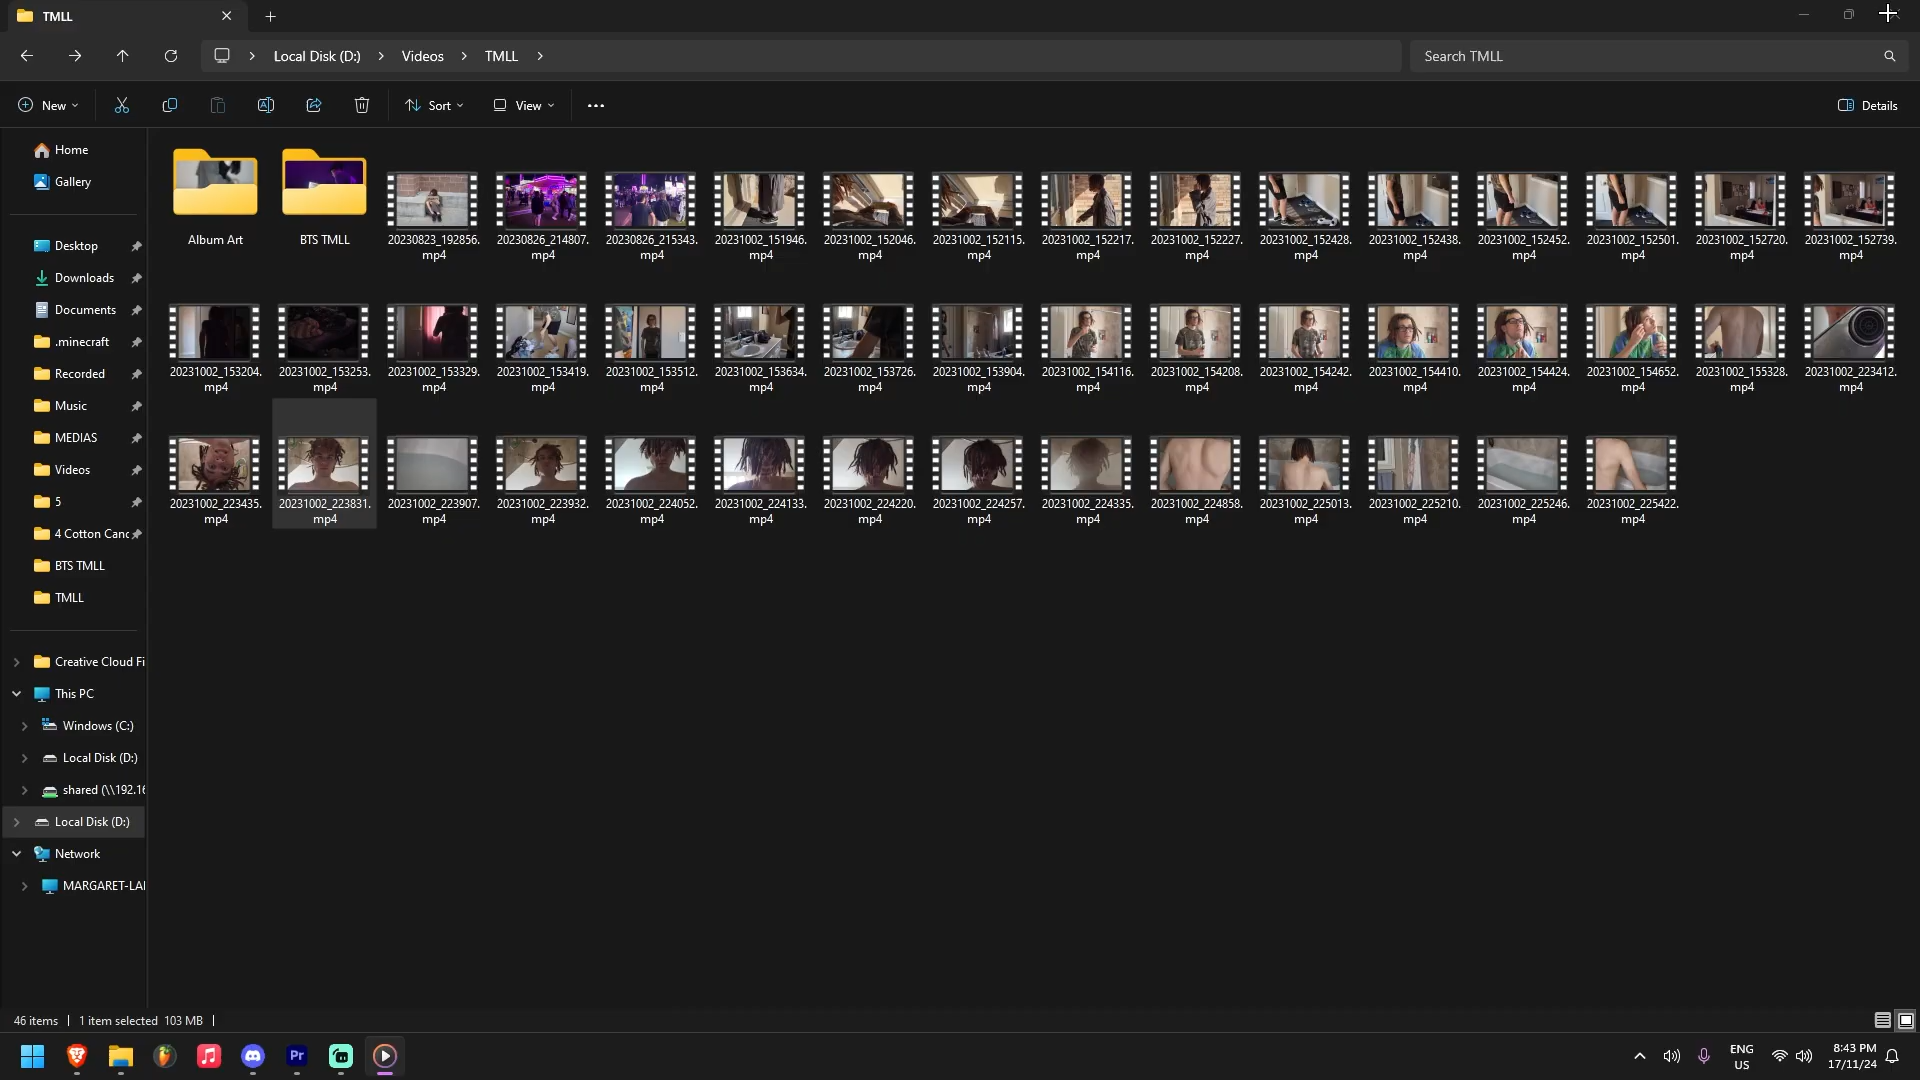 TMLL
Local Disk (D:)
Videos
TMLL
Search TMLL
New
Sort
View
Details
Home
Gallery
Desktop
Downloads
Documents
.minecraft
Recorded
Music
MEDIAS
Videos
5
4 Cotton Canc
BTS TMLL
TMLL
Creative Cloud Fi
This PC
Windows (C:)
Local Disk (D:)
shared (\\192.16
Local Disk (D:)
Network
MARGARET-LAI
Album Art
BTS TMLL
20230823_192856.
mp4
20230826_214807.
mp4
20230826_215343.
mp4
20231002_151946.
mp4
20231002_152046.
mp4
20231002_152115.
mp4
20231002_152217.
mp4
20231002_152227.
mp4
20231002_152428.
mp4
20231002_152438.
mp4
20231002_152452.
mp4
20231002_152501.
mp4
20231002_152720.
mp4
20231002_152739.
mp4
20231002_153204.
mp4
20231002_153253.
mp4
20231002_153329.
mp4
20231002_153419.
mp4
20231002_153512.
mp4
20231002_153634.
mp4
20231002_153726.
mp4
20231002_153904.
mp4
20231002_154116.
mp4
20231002_154208.
mp4
20231002_154242.
mp4
20231002_154410.
mp4
20231002_154424.
mp4
20231002_154652.
mp4
20231002_155328.
mp4
20231002_223412.
mp4
20231002_223435.
mp4
20231002_223831.
mp4
20231002_223907.
mp4
20231002_223932.
mp4
20231002_224052.
mp4
20231002_224133.
mp4
20231002_224220.
mp4
20231002_224257.
mp4
20231002_224335.
mp4
20231002_224858.
mp4
20231002_225013.
mp4
20231002_225210.
mp4
20231002_225246.
mp4
20231002_225422.
mp4
46 items
1 item selected 103 MB
Pr
ENG
US
8:43 PM
17/11/24